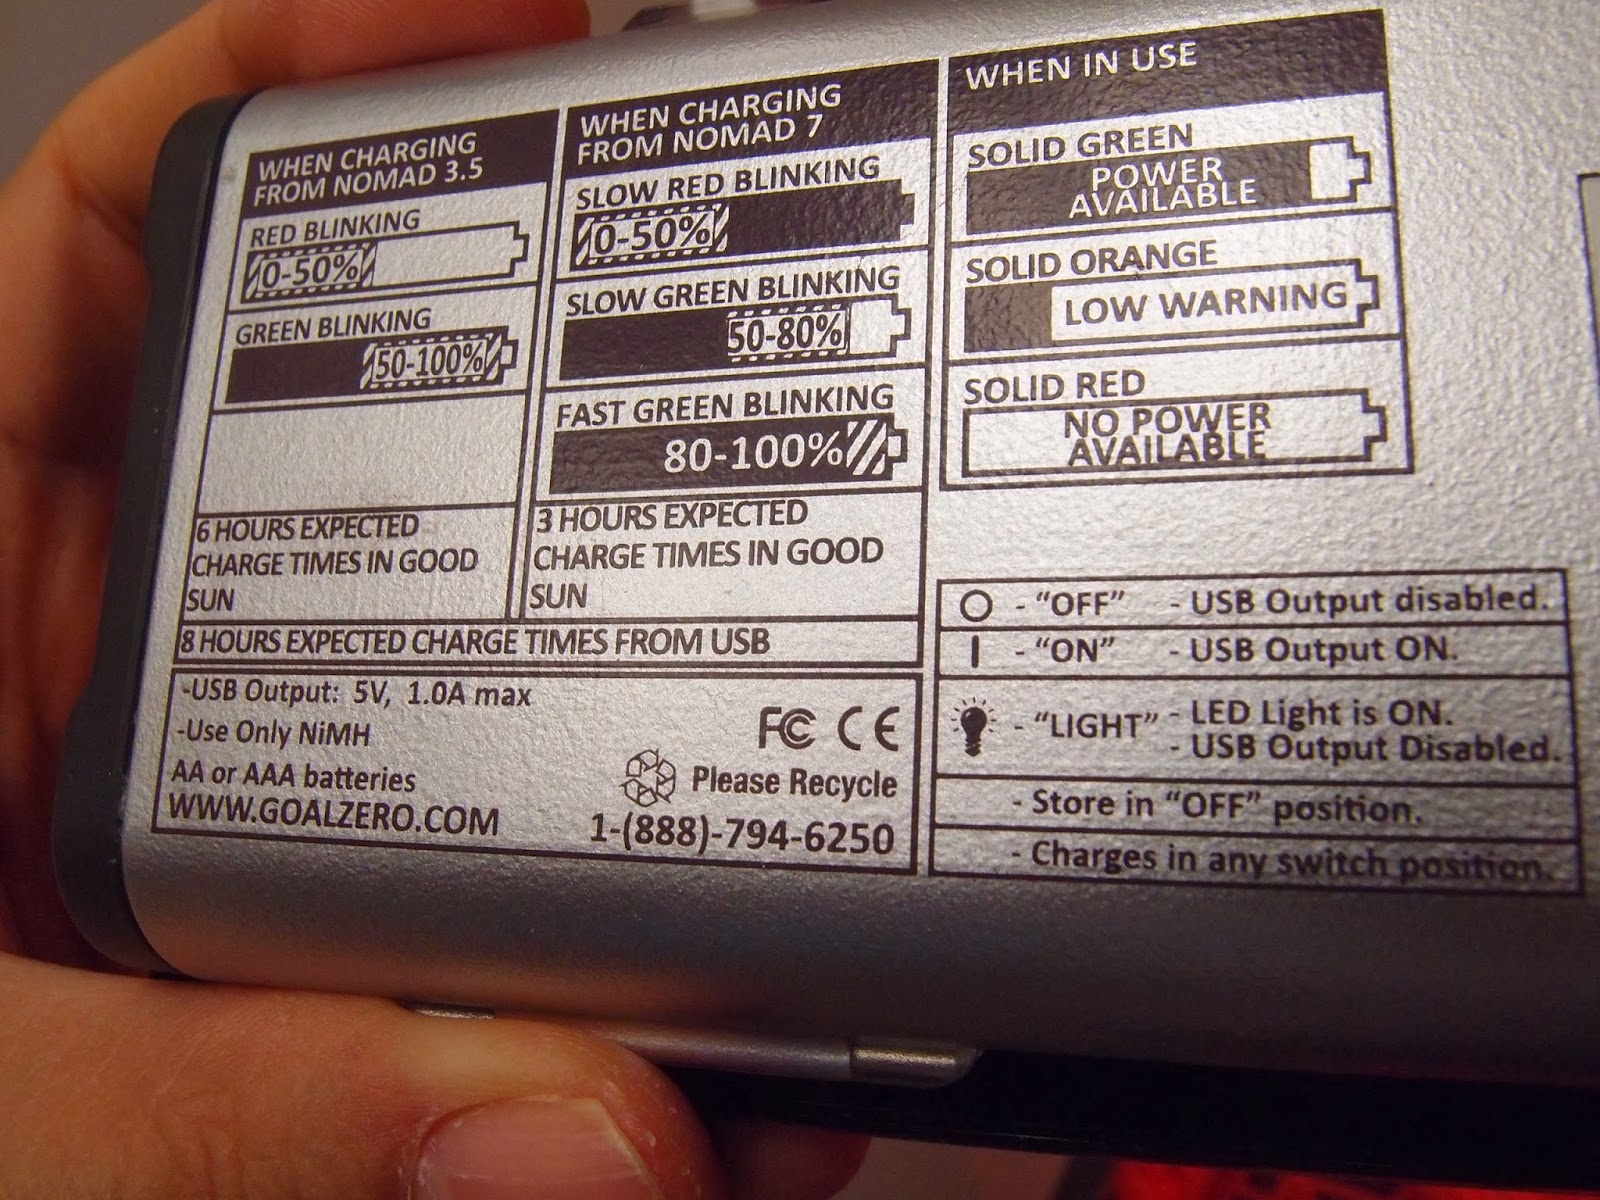 WHEN CHARGING
FROM NOMAD 3.5
RED BLINKING
0-50%
GREEN BLINKING
50-100%
6 HOURS EXPECTED
CHARGE TIMES IN GOOD
SUN
WHEN CHARGING
FROM NOMAD 7
SLOW RED BLINKING
0-50%
SLOW GREEN BLINKING
50-80%
FAST GREEN BLINKING
80-100%
3 HOURS EXPECTED
CHARGE TIMES IN GOOD
SUN
8 HOURS EXPECTED CHARGE TIMES FROM USB
-USB Output: 5V, 1.0A max
-Use Only NiMH
AA or AAA batteries
WWW.GOALZERO.COM
FC CE
Please Recycle
1-(888)-794-6250
WHEN IN USE
SOLID GREEN
POWER
AVAILABLE
SOLID ORANGE
LOW WARNING
SOLID RED
NO POWER
AVAILABLE
O - "OFF" - USB Output disabled.
I - "ON" - USB Output ON.
- "LIGHT" - LED Light is ON.
- USB Output Disabled.
- Store in "OFF" position.
- Charges in any switch position.